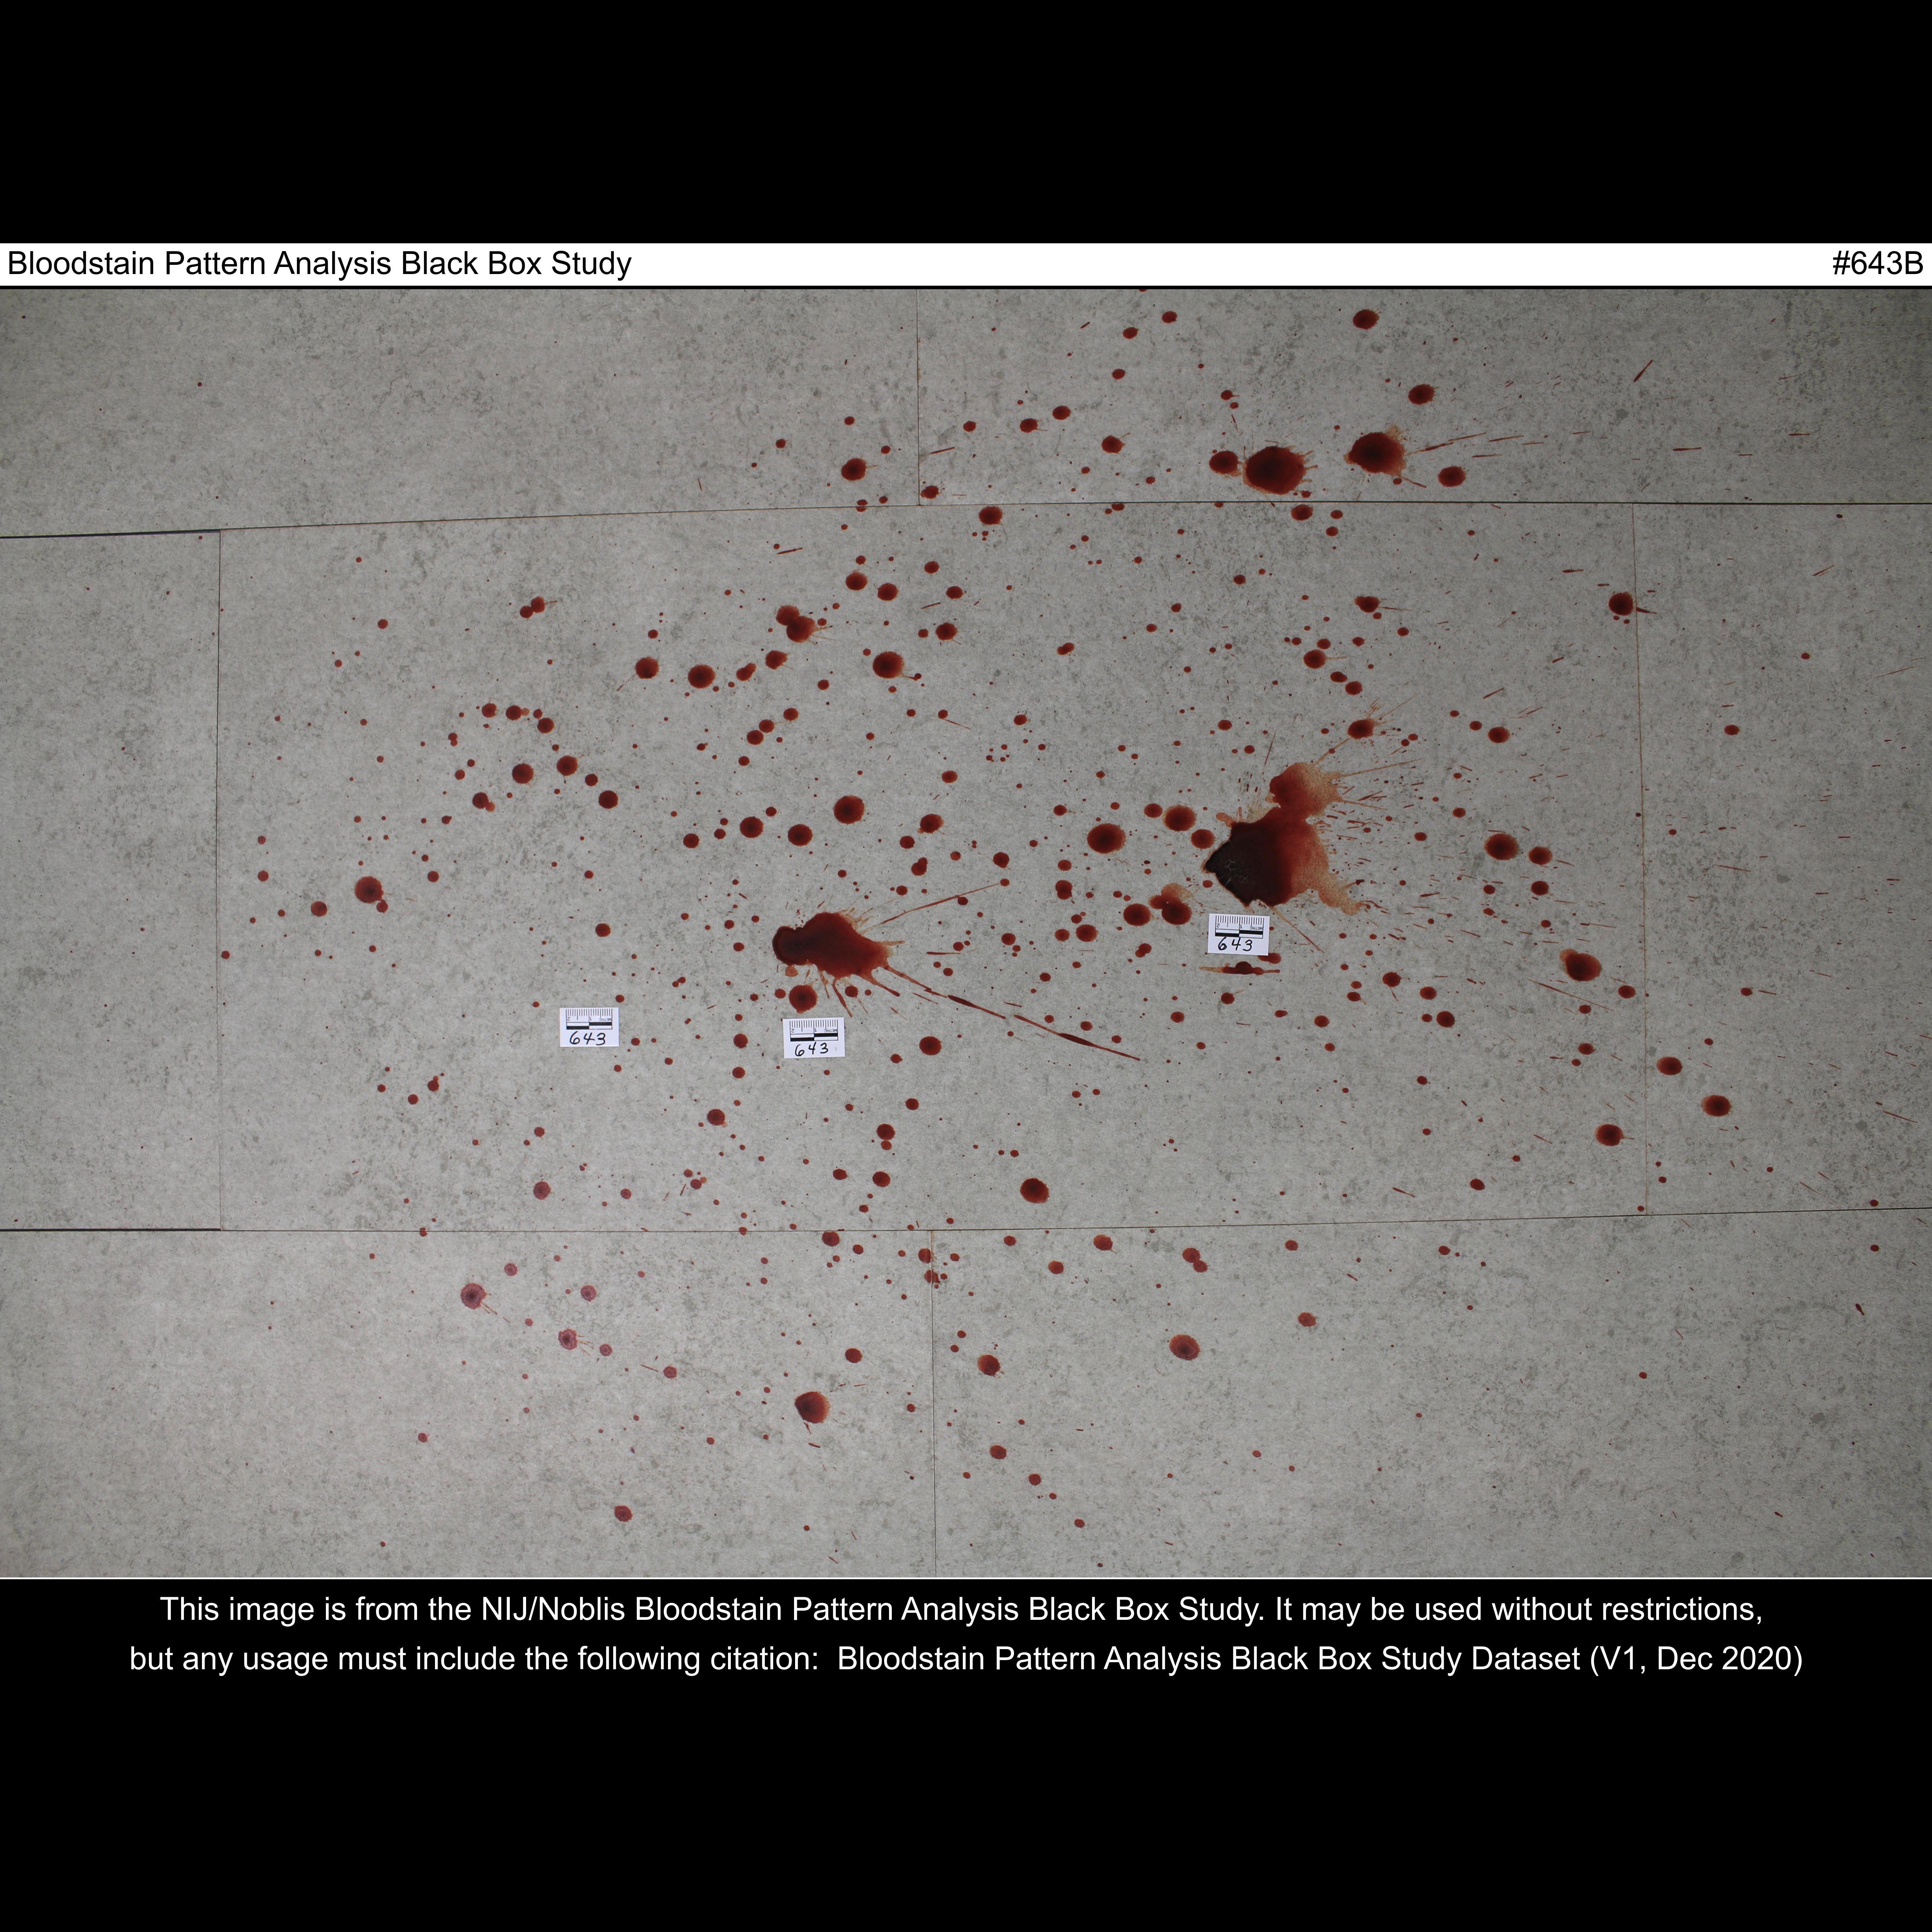 Bloodstain Pattern Analysis Black Box Study #643B
643
643
643
This image is from the NIJ/Noblis Bloodstain Pattern Analysis Black Box Study. It may be used without restrictions,
but any usage must include the following citation:  Bloodstain Pattern Analysis Black Box Study Dataset (V1, Dec 2020)